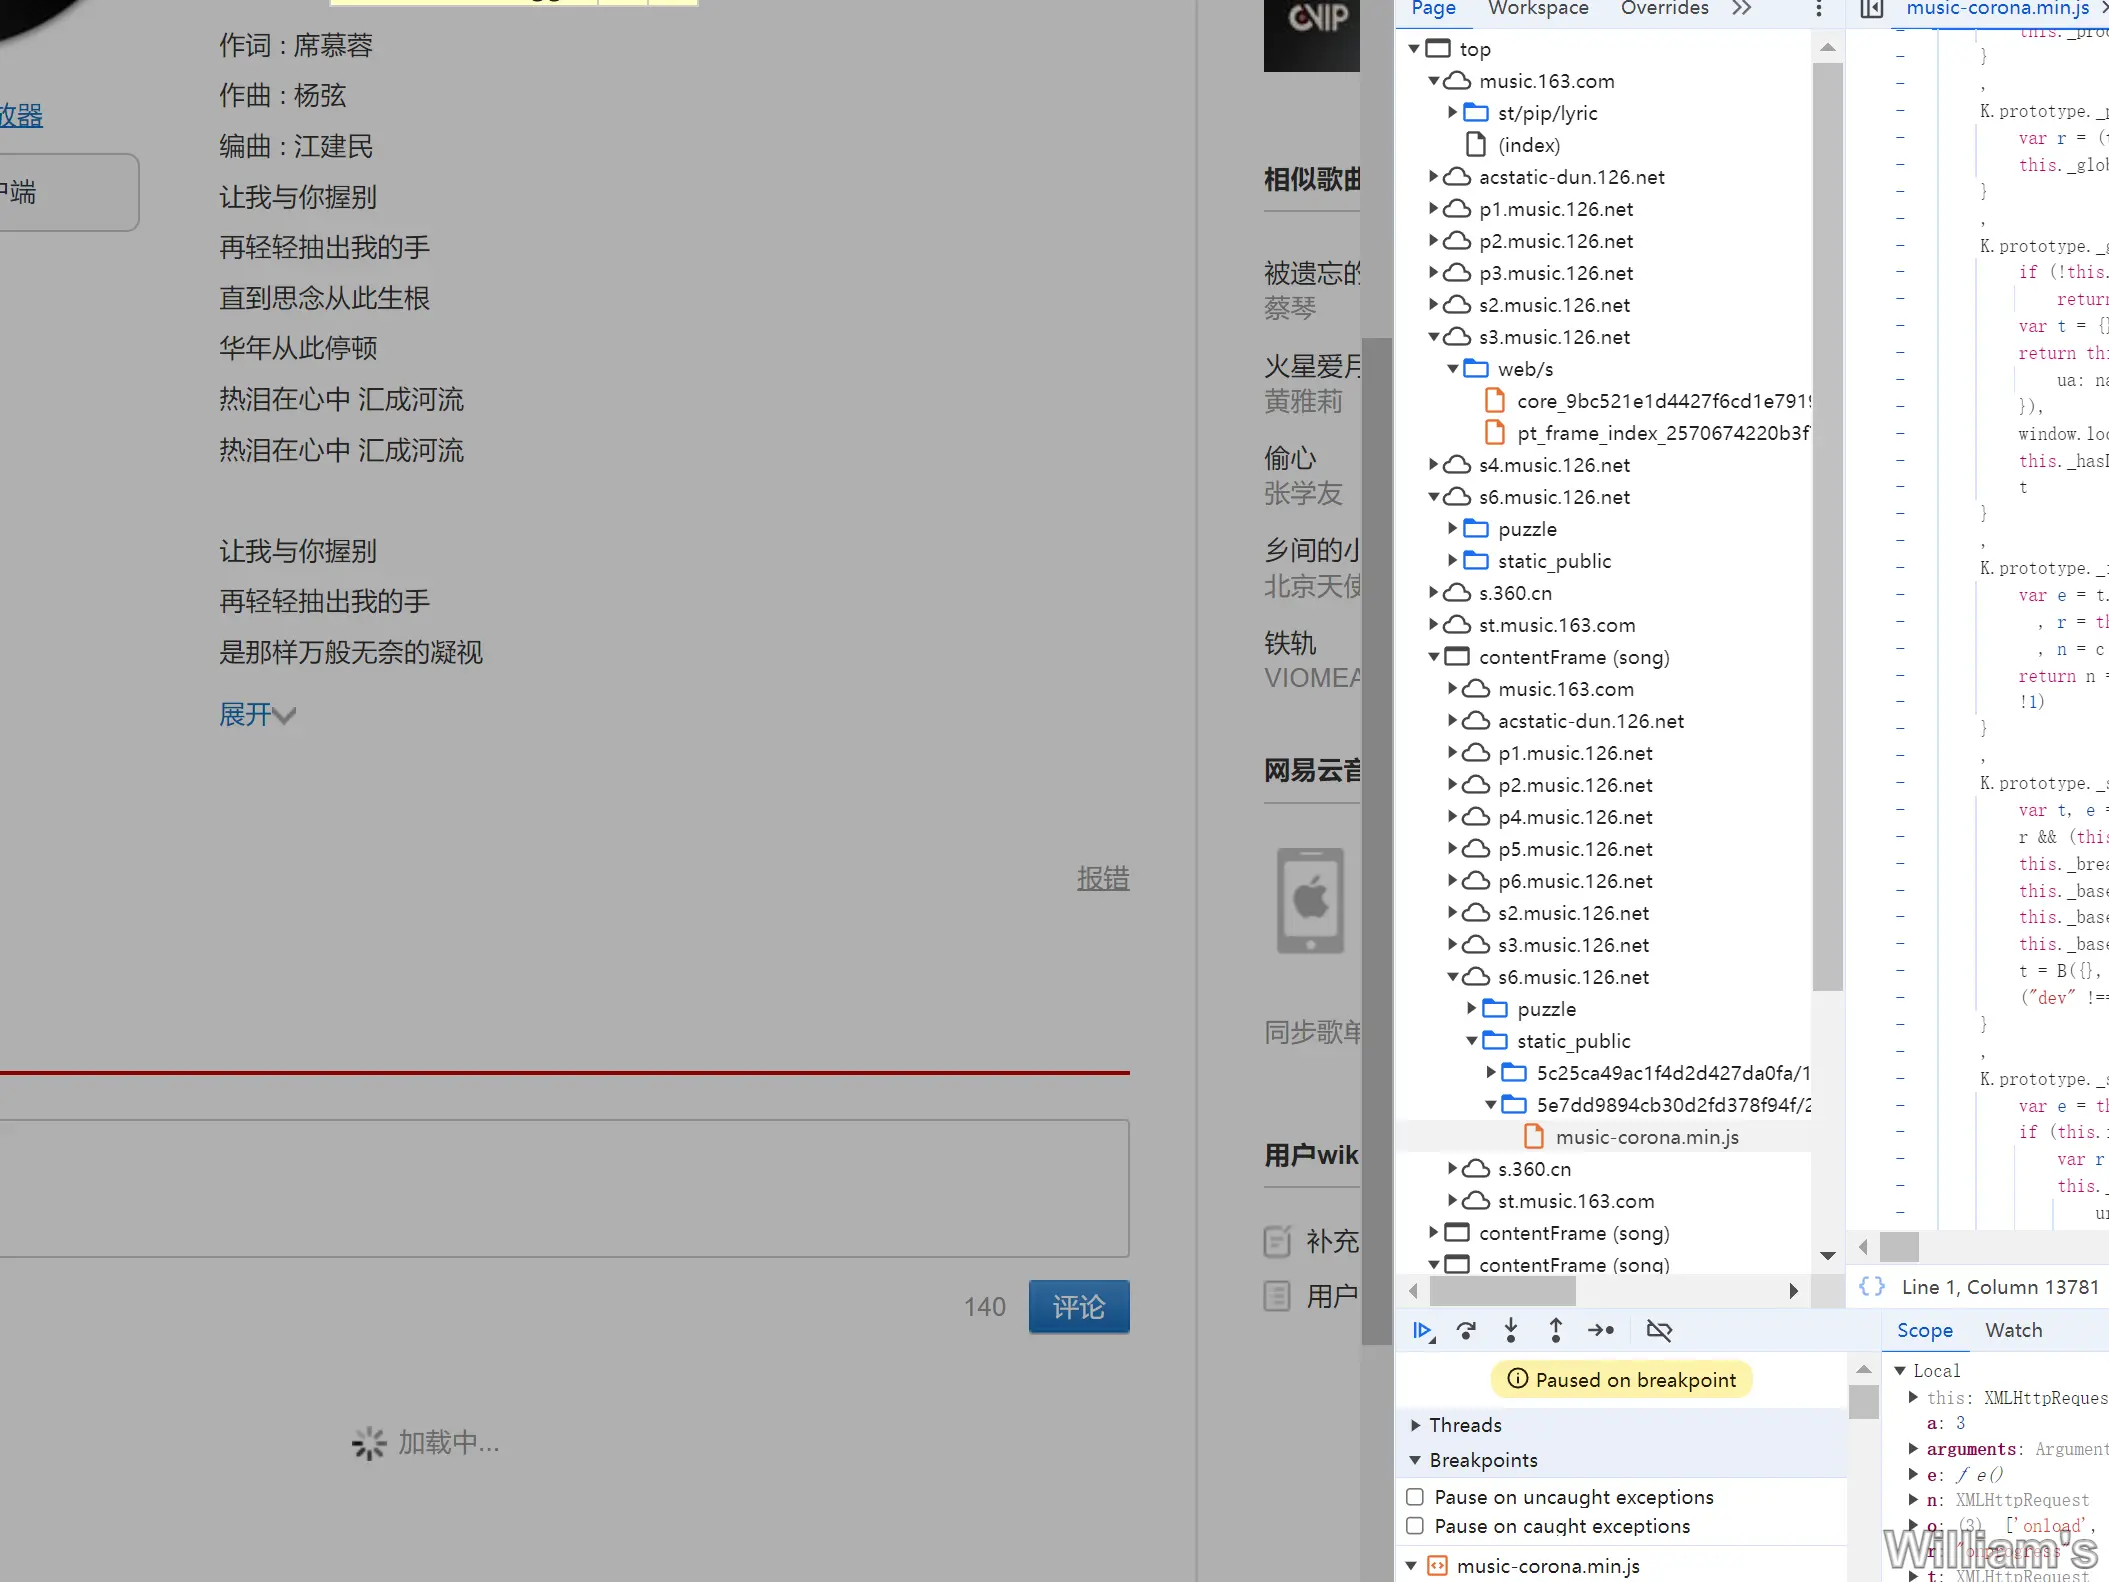 作词：席慕蓉
作曲：杨弦
放器
编曲：江建民
户端
让我与你握别
再轻轻抽出我的手
直到思念从此生根
华年从此停顿
热泪在心中 汇成河流
热泪在心中 汇成河流
让我与你握别
再轻轻抽出我的手
是那样万般无奈的凝视
展开
报错
140
评论
加载中...
CVIP
相似歌曲
被遗忘的
蔡琴
火星爱月
黄雅莉
偷心
张学友
乡间的小
北京天使
铁轨
VIOMEA
网易云音
同步歌单
用户wik
补充
用户
Page Workspace Overrides
top
music.163.com
st/pip/lyric
(index)
acstatic-dun.126.net
p1.music.126.net
p2.music.126.net
p3.music.126.net
s2.music.126.net
s3.music.126.net
web/s
core_9bc521e1d4427f6cd1e7919
pt_frame_index_2570674220b3f
s4.music.126.net
s6.music.126.net
puzzle
static_public
s.360.cn
st.music.163.com
contentFrame (song)
music.163.com
acstatic-dun.126.net
p1.music.126.net
p2.music.126.net
p4.music.126.net
p5.music.126.net
p6.music.126.net
s2.music.126.net
s3.music.126.net
s6.music.126.net
puzzle
static_public
5c25ca49ac1f4d2d427da0fa/1
5e7dd9894cb30d2fd378f94f/2
music-corona.min.js
s.360.cn
st.music.163.com
contentFrame (song)
contentFrame (song)
music-corona.min.js
this._proc
}
,
K.prototype._p
var r = (t
this._glob
}
,
K.prototype._g
if (!this.
return
var t = {}
return thi
ua: na
}),
window.loc
this._hasI
t
}
,
K.prototype._i
var e = t.
, r = th
, n = c
return n =
!1)
}
,
K.prototype._s
var t, e =
r && (this
this._brea
this._base
this._base
this._base
t = B({},
("dev" !==
}
,
K.prototype._s
var e = th
if (this.i
var r
this._
ur
{} Line 1, Column 13781
Paused on breakpoint
Threads
Breakpoints
Pause on uncaught exceptions
Pause on caught exceptions
music-corona.min.js
Scope Watch
Local
this: XMLHttpReques
a: 3
arguments: Argument
e: ƒ e()
n: XMLHttpRequest
o: (3) ['onload',
r: "onprogress"
t: XMLHttpRequest
William's